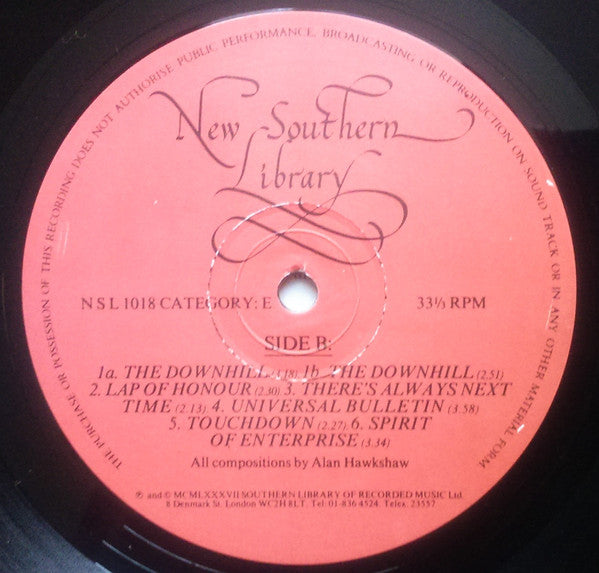 THE PURCHASE OR POSSESSION OF THIS RECORDING DOES NOT AUTHORISE PUBLIC PERFORMANCE, BROADCASTING OR REPRODUCTION ON SOUND TRACK OR IN ANY OTHER MATERIAL FORM
New Southern
Library
NSL 1018 CATEGORY: E 33⅓ RPM
SIDE B:
1a. THE DOWNHILL (3.18) 1b. THE DOWNHILL (2.51)
2. LAP OF HONOUR (2.30) 3. THERE'S ALWAYS NEXT
TIME (2.13) 4. UNIVERSAL BULLETIN (3.58)
5. TOUCHDOWN (2.27) 6. SPIRIT
OF ENTERPRISE (3.34)
All compositions by Alan Hawkshaw
℗ and © MCMLXXXVII SOUTHERN LIBRARY OF RECORDED MUSIC Ltd.
8 Denmark St. London WC2H 8LT. Tel: 01-836 4524. Telex. 23557